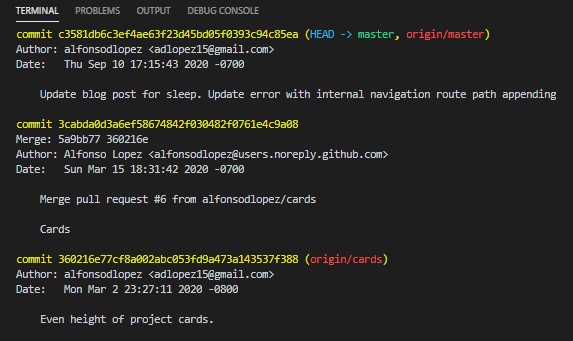 TERMINAL PROBLEMS OUTPUT DEBUG CONSOLE
commit c3581db6c3ef4ae63f23d45bd05f0393c94c85ea (HEAD -> master, origin/master)
Author: alfonsodlopez <adlopez15@gmail.com>
Date:   Thu Sep 10 17:15:43 2020 -0700
Update blog post for sleep. Update error with internal navigation route path appending
commit 3cabda0d3a6ef58674842f030482f0761e4c9a08
Merge: 5a9bb77 360216e
Author: Alfonso Lopez <alfonsodlopez@users.noreply.github.com>
Date:   Sun Mar 15 18:31:42 2020 -0700
Merge pull request #6 from alfonsodlopez/cards
Cards
commit 360216e77cf8a002abc053fd9a473a143537f388 (origin/cards)
Author: alfonsodlopez <adlopez15@gmail.com>
Date:   Mon Mar 2 23:27:11 2020 -0800
Even height of project cards.